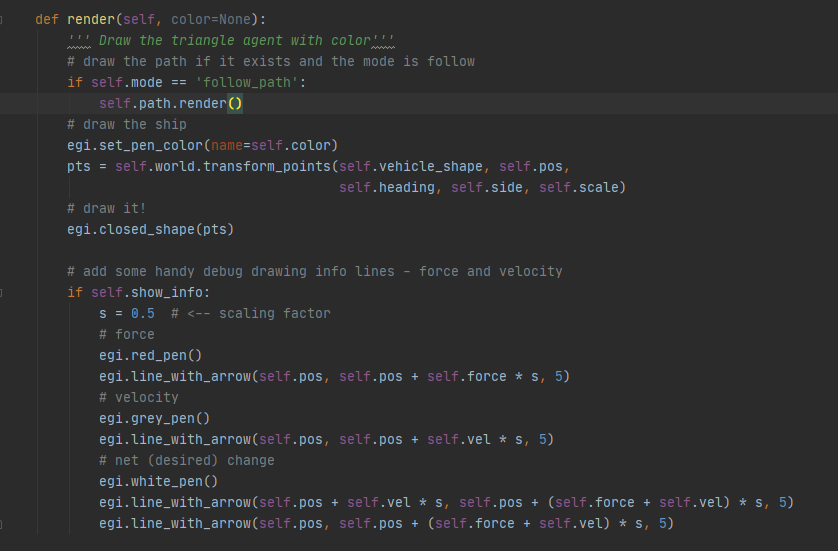 def render(self, color=None):
    ''' Draw the triangle agent with color'''
    # draw the path if it exists and the mode is follow
    if self.mode == 'follow_path':
        self.path.render()
    # draw the ship
    egi.set_pen_color(name=self.color)
    pts = self.world.transform_points(self.vehicle_shape, self.pos,
                                      self.heading, self.side, self.scale)
    # draw it!
    egi.closed_shape(pts)

    # add some handy debug drawing info lines - force and velocity
    if self.show_info:
        s = 0.5  # <-- scaling factor
        # force
        egi.red_pen()
        egi.line_with_arrow(self.pos, self.pos + self.force * s, 5)
        # velocity
        egi.grey_pen()
        egi.line_with_arrow(self.pos, self.pos + self.vel * s, 5)
        # net (desired) change
        egi.white_pen()
        egi.line_with_arrow(self.pos + self.vel * s, self.pos + (self.force + self.vel) * s, 5)
        egi.line_with_arrow(self.pos, self.pos + (self.force + self.vel) * s, 5)